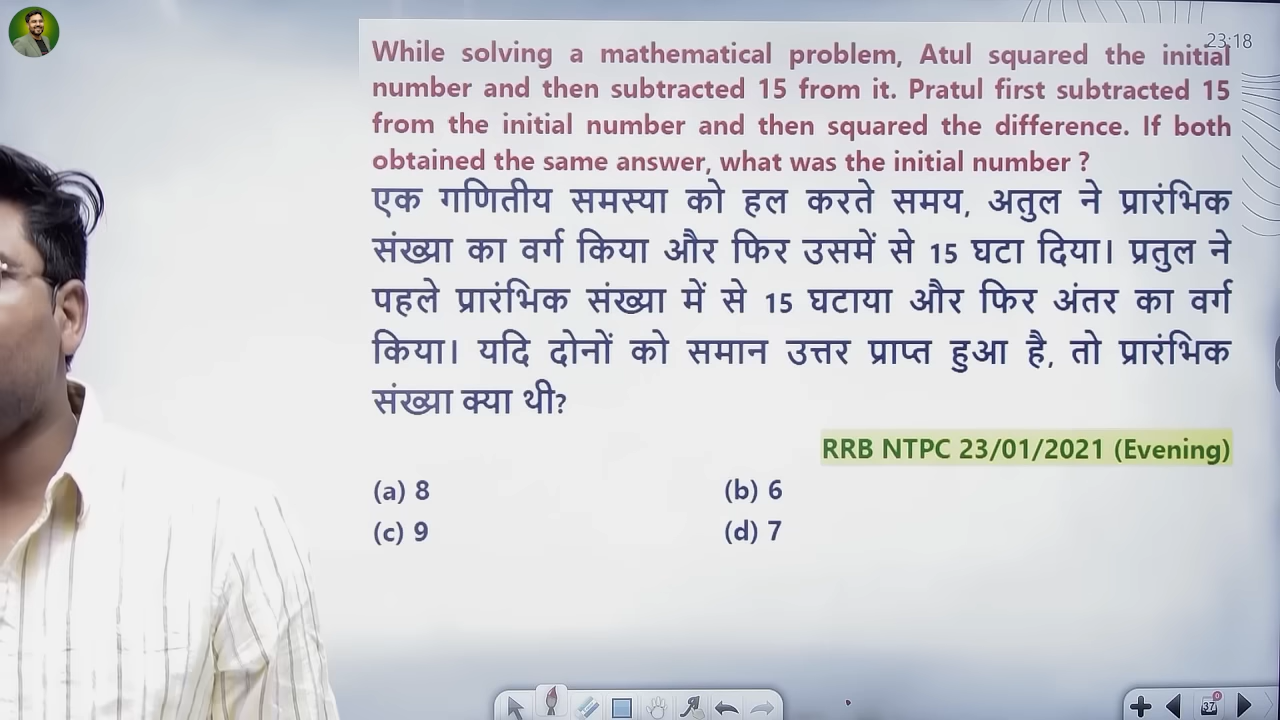 23:18
While solving a mathematical problem, Atul squared the initial
number and then subtracted 15 from it. Pratul first subtracted 15
from the initial number and then squared the difference. If both
obtained the same answer, what was the initial number ?
एक गणितीय समस्या को हल करते समय, अतुल ने प्रारंभिक
संख्या का वर्ग किया और फिर उसमें से 15 घटा दिया। प्रतुल ने
पहले प्रारंभिक संख्या में से 15 घटाया और फिर अंतर का वर्ग
किया। यदि दोनों को समान उत्तर प्राप्त हुआ है, तो प्रारंभिक
संख्या क्या थी?
RRB NTPC 23/01/2021 (Evening)
(a) 8 (b) 6
(c) 9 (d) 7
37
0